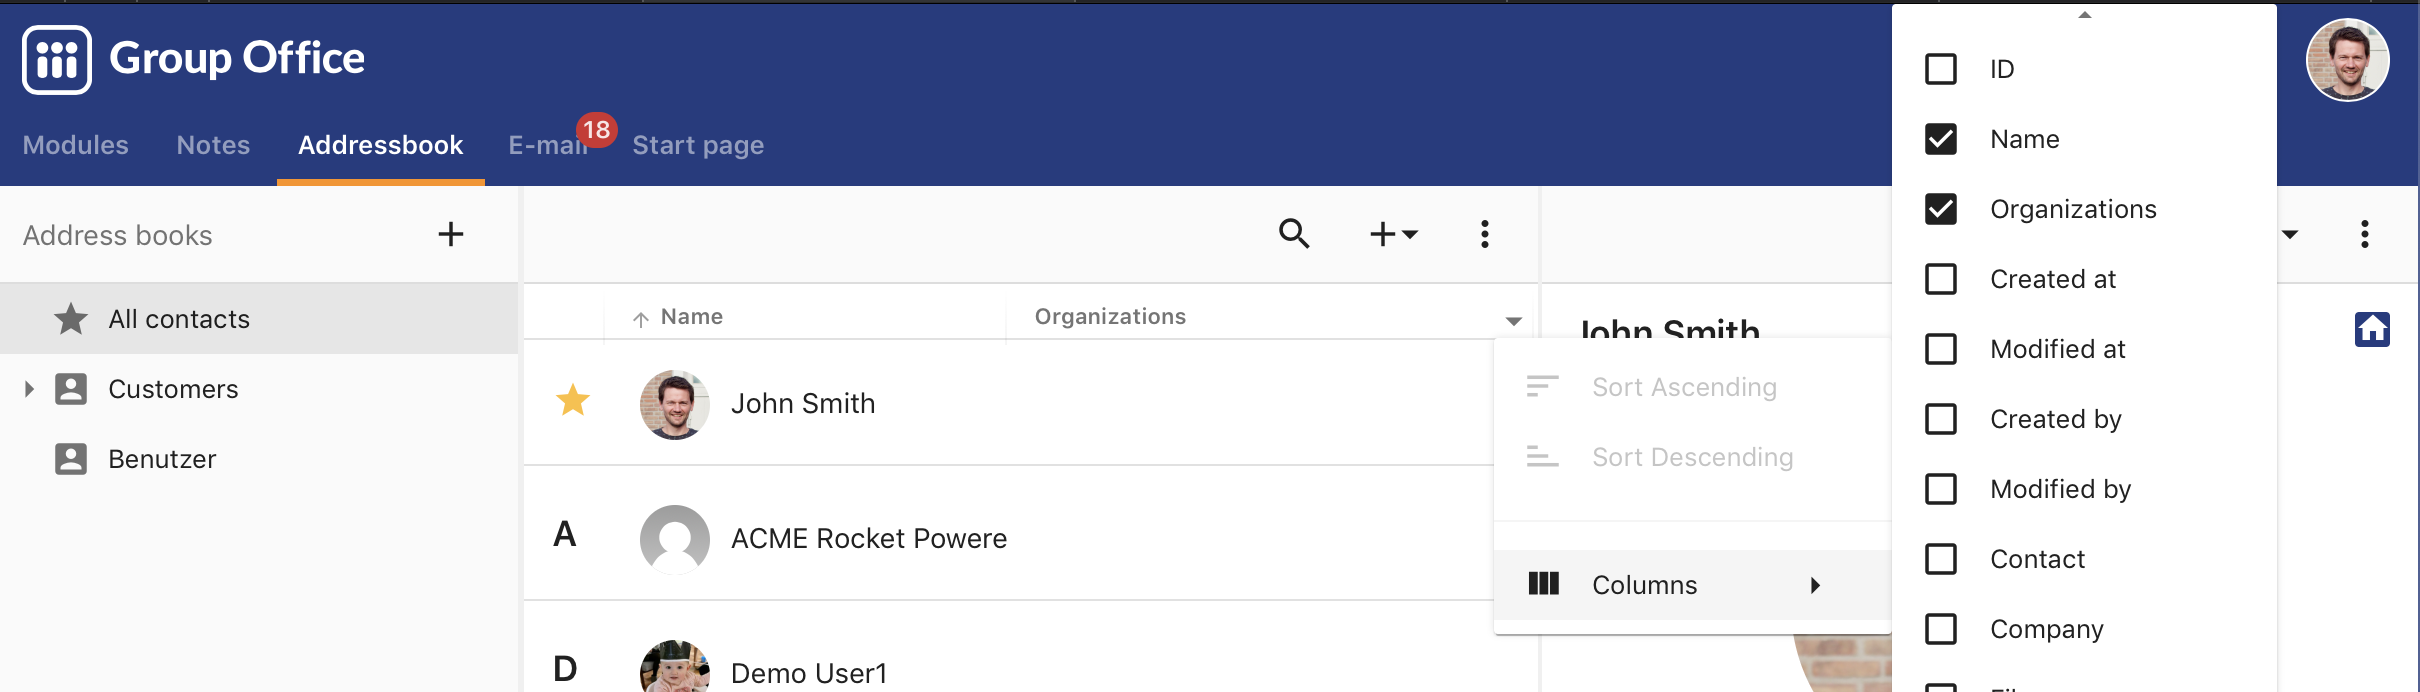 Group Office
Modules
Notes
Addressbook
E-mail
18
Start page
Address books
All contacts
Customers
Benutzer
Name
Organizations
John Smith
A
ACME Rocket Powere
D
Demo User1
John Smith
Sort Ascending
Sort Descending
Columns
ID
Name
Organizations
Created at
Modified at
Created by
Modified by
Contact
Company